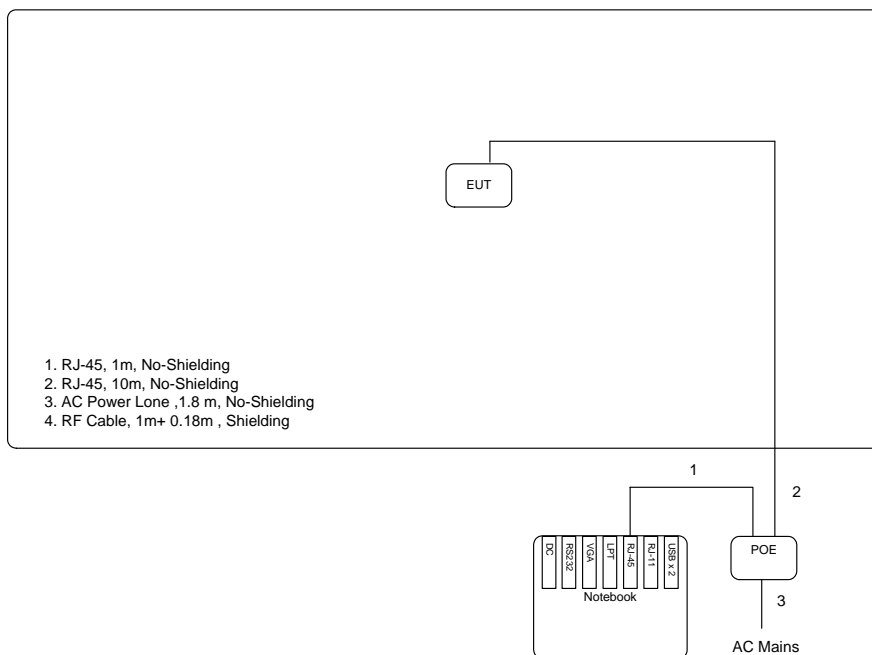 EUT
1. RJ-45, 1m, No-Shielding
2. RJ-45, 10m, No-Shielding
3. AC Power Lone ,1.8 m, No-Shielding
4. RF Cable, 1m+ 0.18m , Shielding
1
2
DC
RS232
VGA
LPT
RJ-45
RJ-11
USB x 2
Notebook
POE
3
AC Mains